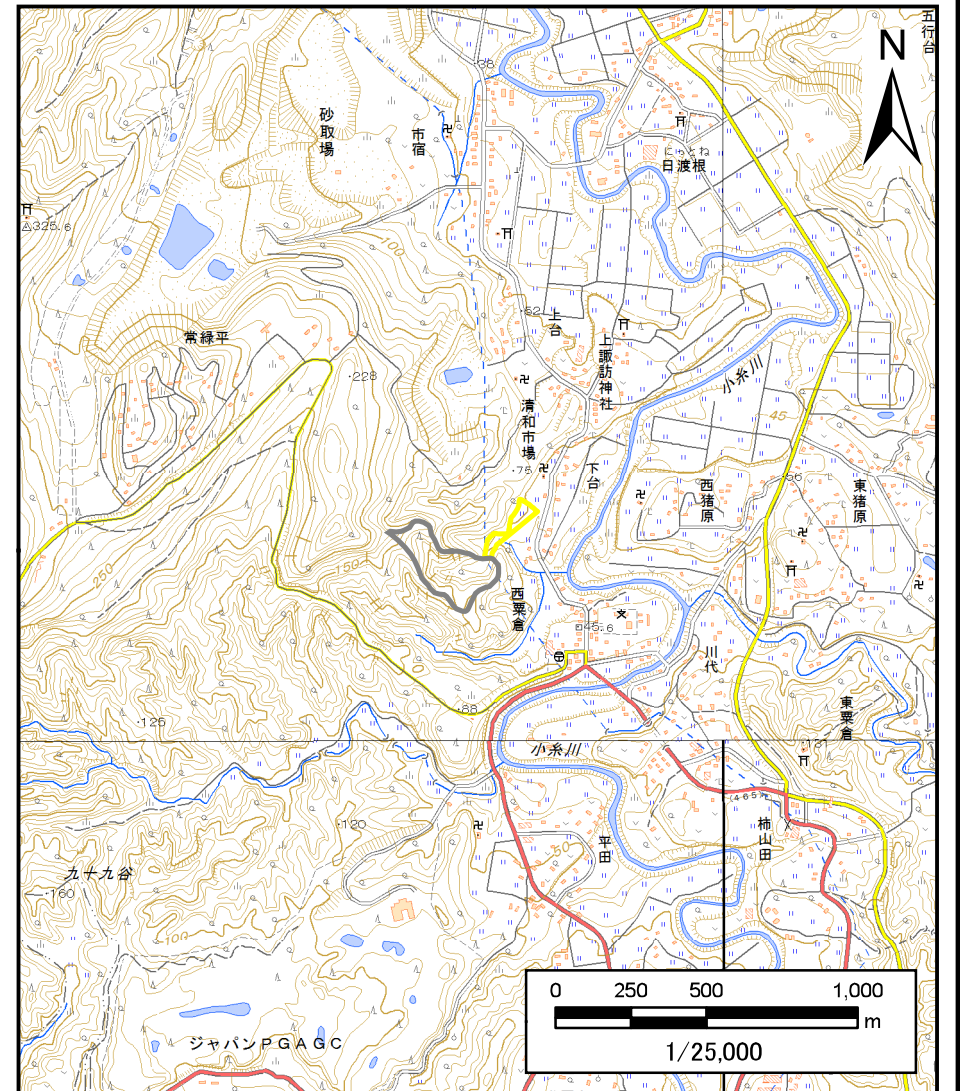 五行台
N
38
砂取場
市宿
にっとね
日渡根
325.6
100
52
上台
上諏訪神社
常緑平
228
小糸川
清和市場
45
75
下台
西猪原
56
東猪原
150
250
西粟倉
45.6
川代
88
東粟倉
125
小糸川
131
(465)
120
柿山田
平田
50
九十九谷
160
100
ジャパンPGAGC
0 250 500 1,000
m
1/25,000